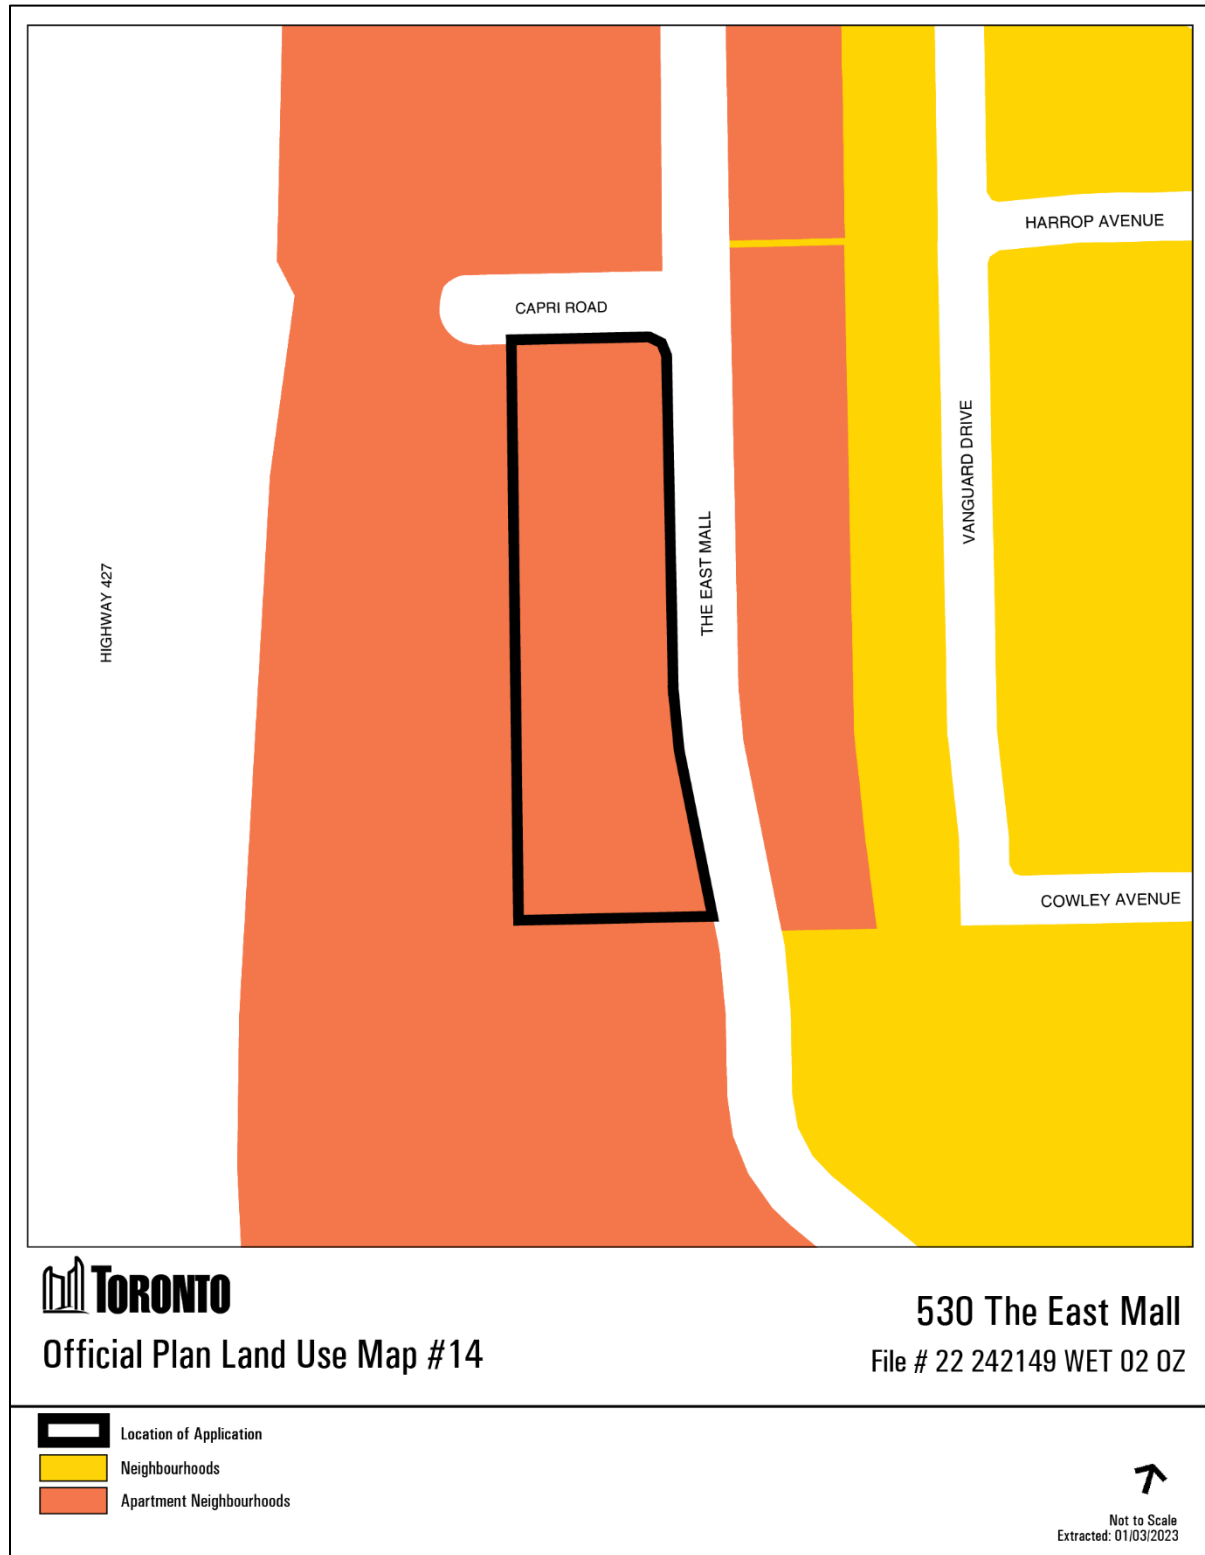 HARROP AVENUE
CAPRI ROAD
VANGUARD DRIVE
THE EAST MALL
HIGHWAY 427
COWLEY AVENUE
TORONTO
530 The East Mall
Official Plan Land Use Map #14
File # 22 242149 WET 02 OZ
Location of Application
Neighbourhoods
Apartment Neighbourhoods
Not to Scale
Extracted: 01/03/2023